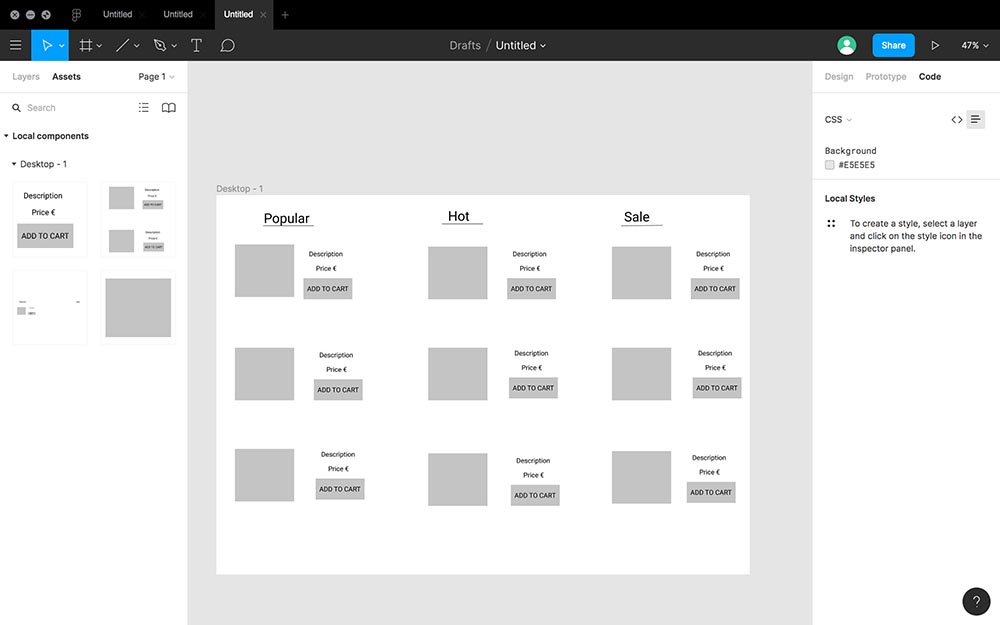 Untitled Untitled Untitled
Drafts / Untitled Share 47%
Layers Assets Page 1
Search
Local components
Desktop - 1
Description
Price €
ADD TO CART
Description
Price €
ADD TO CART
Description
Price €
ADD TO CART
Desktop - 1
Popular Hot Sale
Description Description Description
Price € Price € Price €
ADD TO CART ADD TO CART ADD TO CART
Description Description Description
Price € Price € Price €
ADD TO CART ADD TO CART ADD TO CART
Description Description Description
Price € Price € Price €
ADD TO CART ADD TO CART ADD TO CART
Design Prototype Code
CSS
Background
#E5E5E5
Local Styles
To create a style, select a layer
and click on the style icon in the
inspector panel.
?